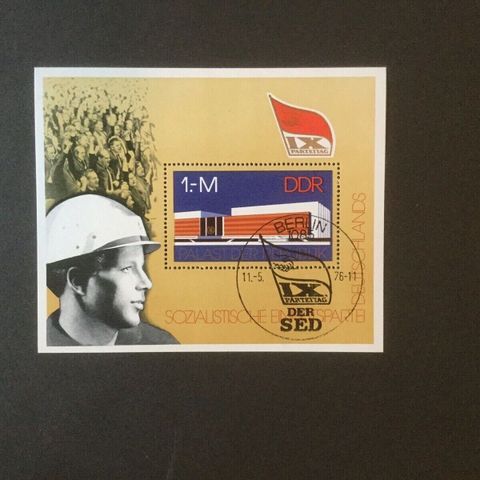 IX
PARTEITAG
1.-M DDR
PALAST DER REPUBLIK
BERLIN
11.-5. 76-11
IX
PARTEITAG
DER
SED
SOZIALISTISCHE EINHEITSPARTEI
DEUTSCHLANDS